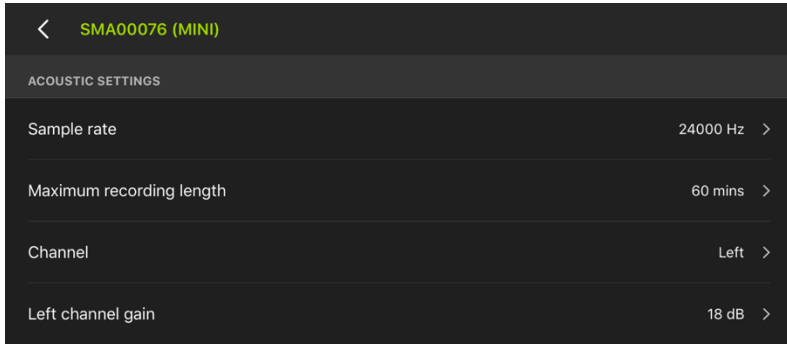 SMA00076 (MINI)
ACOUSTIC SETTINGS
Sample rate 24000 Hz
Maximum recording length 60 mins
Channel Left
Left channel gain 18 dB